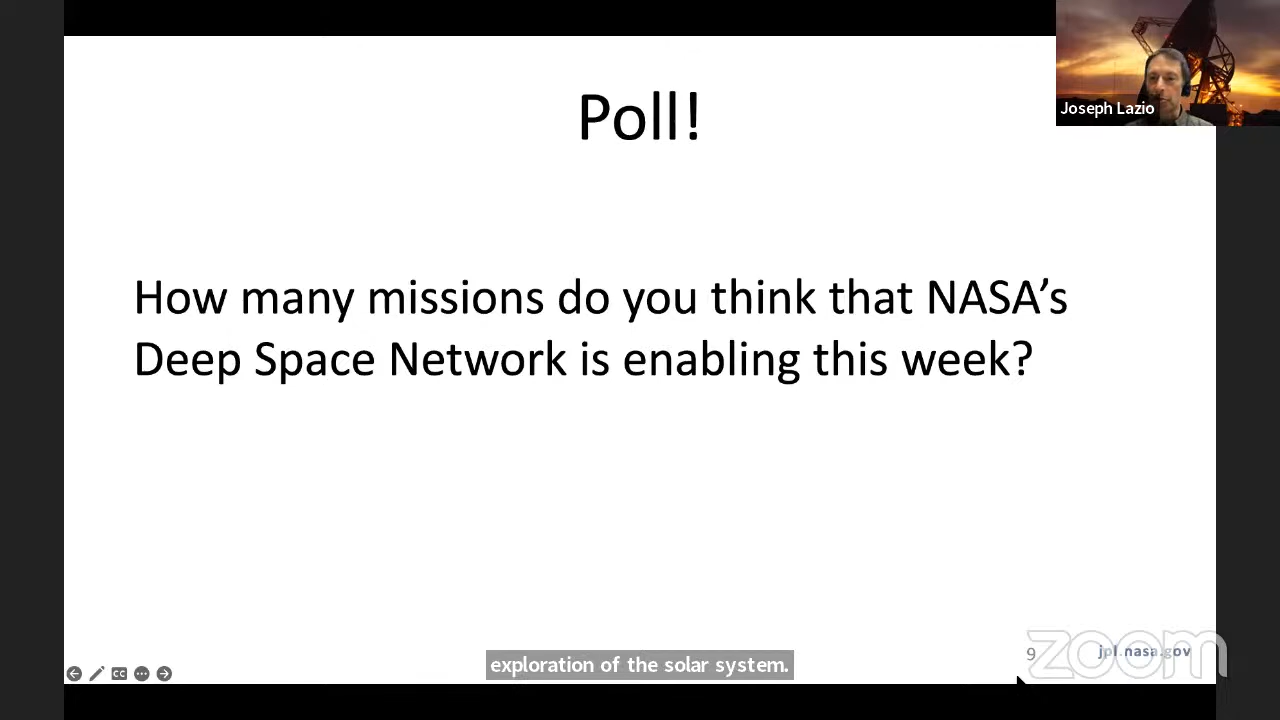 Poll!
Joseph Lazio
How many missions do you think that NASA’s
Deep Space Network is enabling this week?
exploration of the solar system.
9
jpl.nasa.gov
zoom
CC